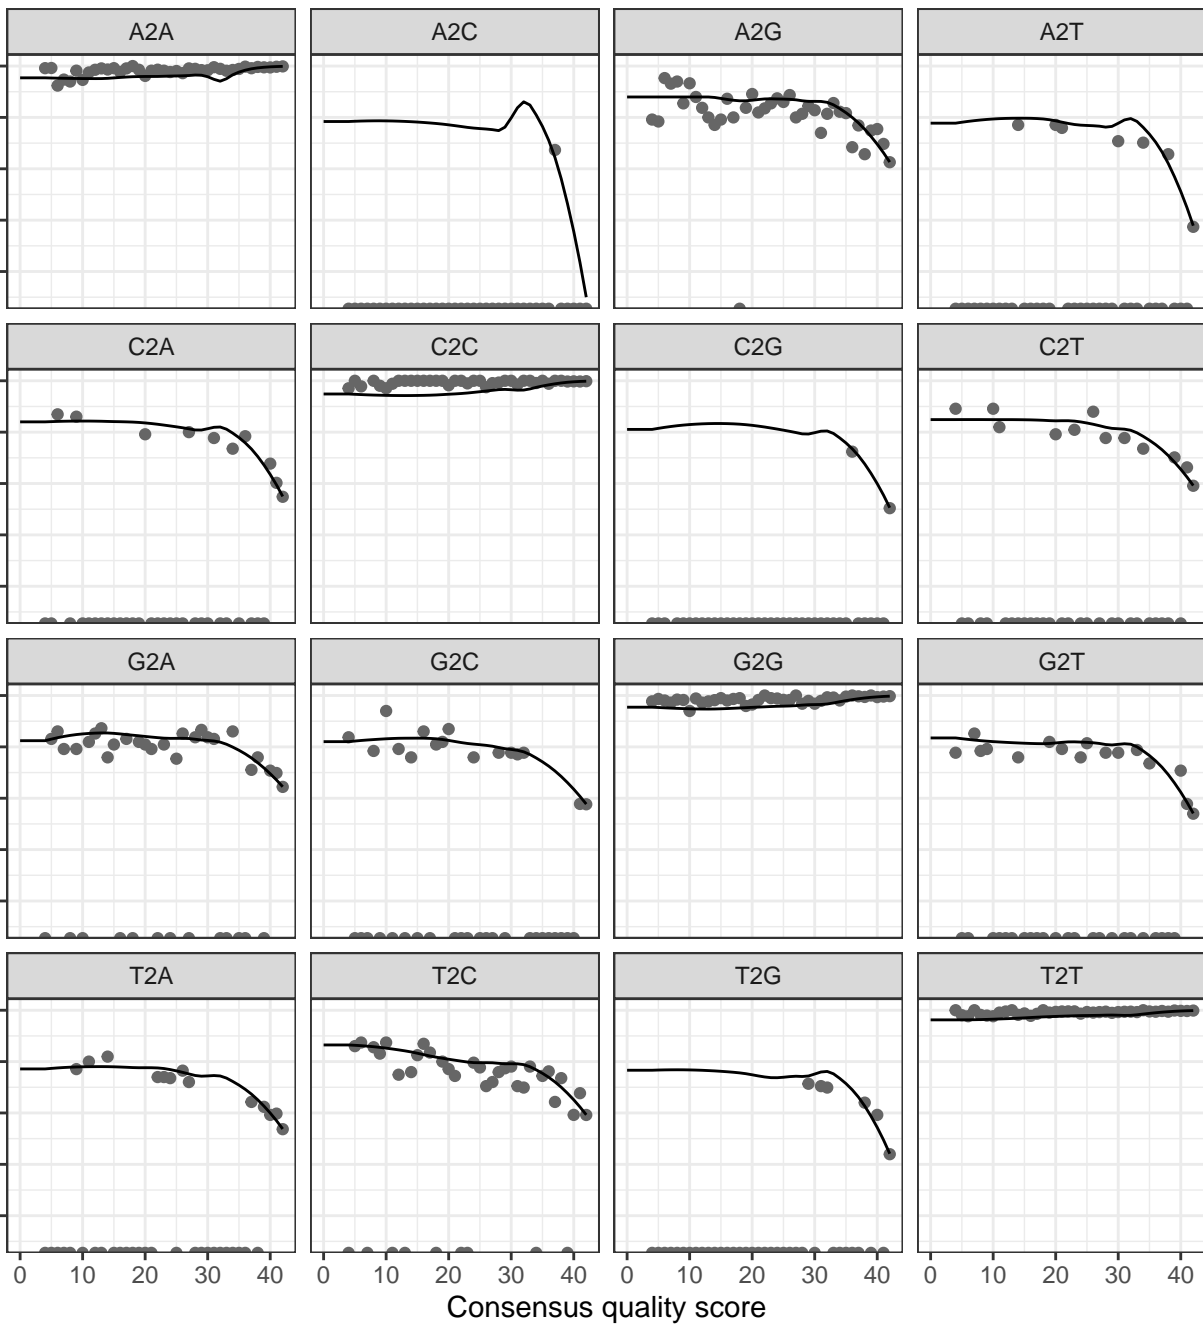 A2A A2C A2G A2T
C2A C2C C2G C2T
G2A G2C G2G G2T
T2A T2C T2G T2T
0 10 20 30 40 0 10 20 30 40 0 10 20 30 40 0 10 20 30 40
Consensus quality score